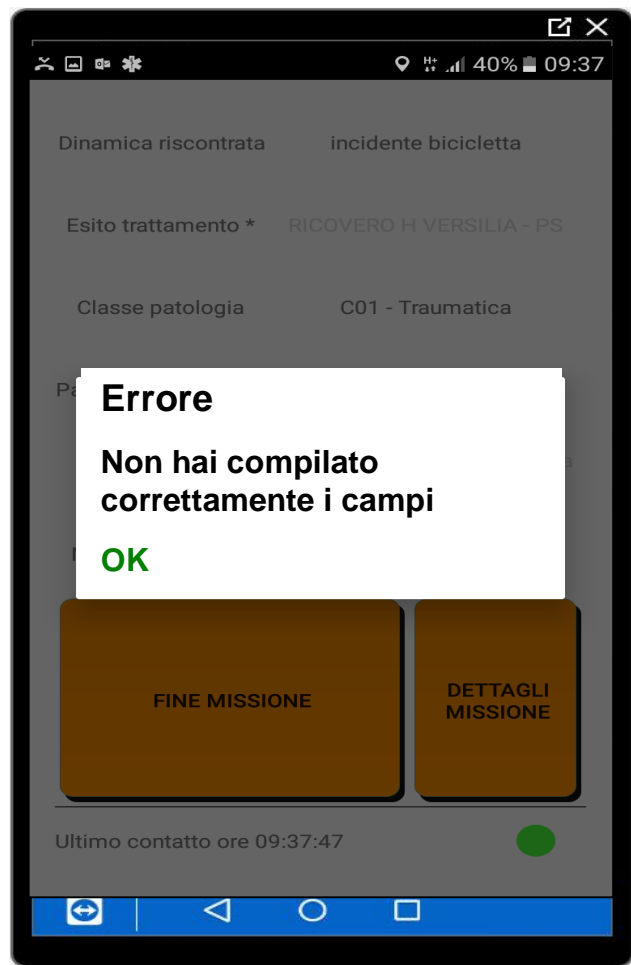 40% 09:37
Dinamica riscontrata incidente bicicletta
Esito trattamento * RICOVERO H VERSILIA - PS
Classe patologia C01 - Traumatica
Errore
Non hai compilato
correttamente i campi
OK
FINE MISSIONE
DETTAGLI
MISSIONE
Ultimo contatto ore 09:37:47